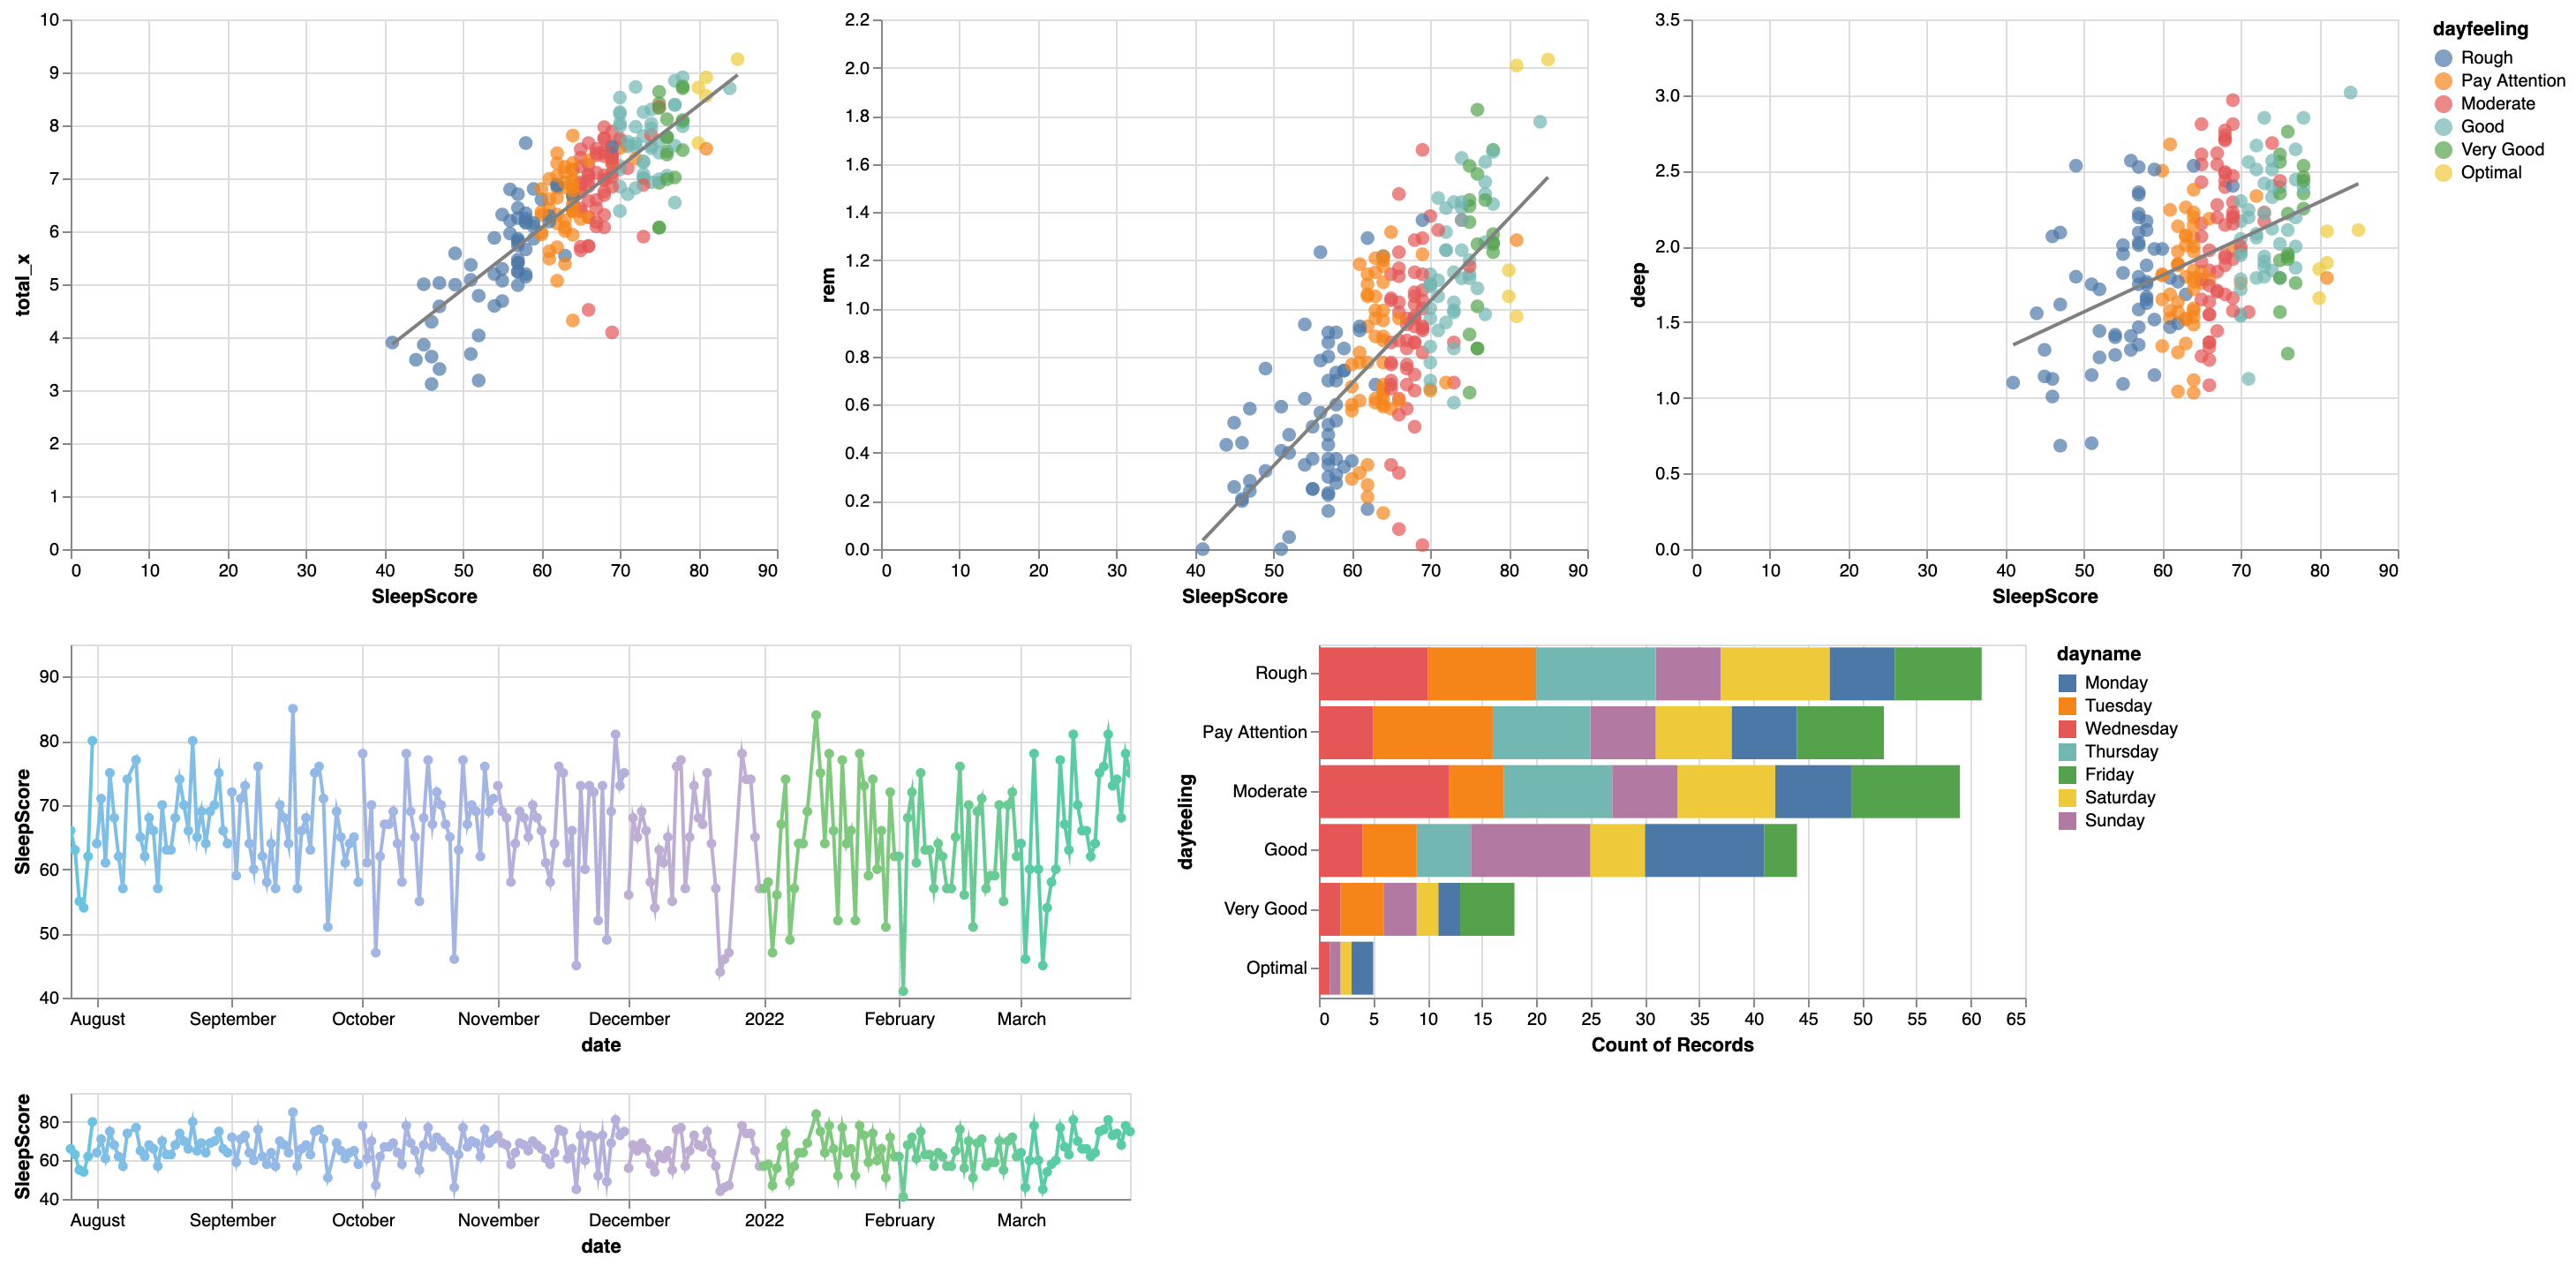 10
9
8
7
6
5
4
3
2
1
0
total_x
0 10 20 30 40 50 60 70 80 90
SleepScore
2.2
2.0
1.8
1.6
1.4
1.2
1.0
0.8
0.6
0.4
0.2
0.0
rem
0 10 20 30 40 50 60 70 80 90
SleepScore
3.5
3.0
2.5
2.0
1.5
1.0
0.5
0.0
deep
0 10 20 30 40 50 60 70 80 90
SleepScore
dayfeeling
Rough
Pay Attention
Moderate
Good
Very Good
Optimal
90
80
70
60
50
40
SleepScore
August September October November December 2022 February March
date
Rough
Pay Attention
Moderate
Good
Very Good
Optimal
dayfeeling
0 5 10 15 20 25 30 35 40 45 50 55 60 65
Count of Records
dayname
Monday
Tuesday
Wednesday
Thursday
Friday
Saturday
Sunday
80
60
40
SleepScore
August September October November December 2022 February March
date